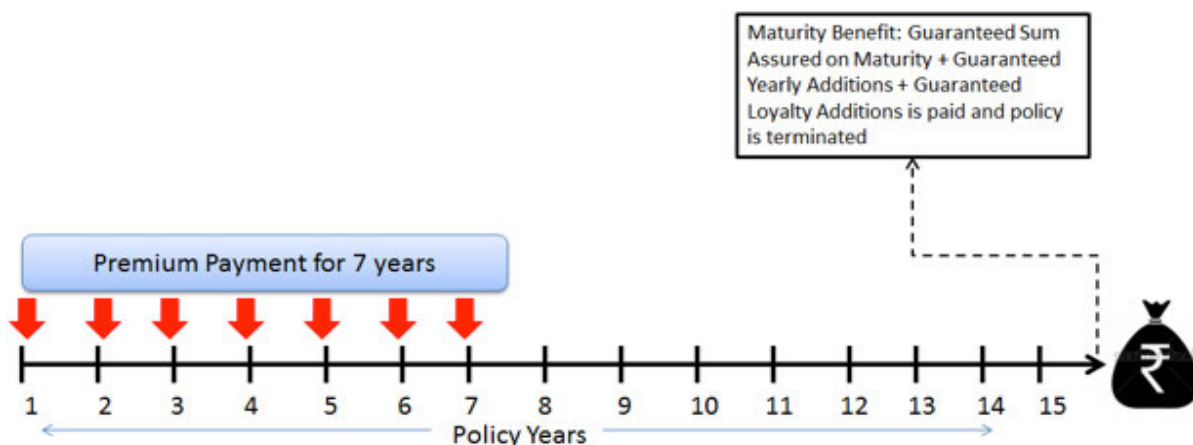 Maturity Benefit: Guaranteed Sum
Assured on Maturity + Guaranteed
Yearly Additions + Guaranteed
Loyalty Additions is paid and policy
is terminated
Premium Payment for 7 years
1 2 3 4 5 6 7 8 9 10 11 12 13 14 15
Policy Years
₹